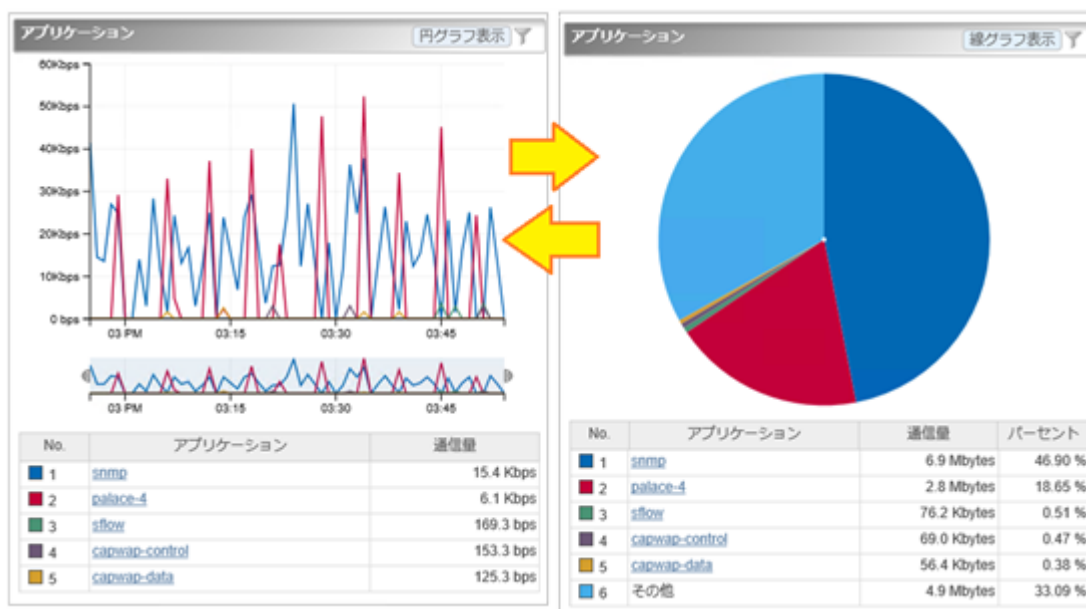 アプリケーション
円グラフ表示
60Kbps
50Kbps
40Kbps
30Kbps
20Kbps
10Kbps
0 bps
03 PM 03:15 03:30 03:45
03 PM 03:15 03:30 03:45
No. アプリケーション 通信量
1 snmp 15.4 Kbps
2 palace-4 6.1 Kbps
3 sflow 169.3 bps
4 capwap-control 153.3 bps
5 capwap-data 125.3 bps
アプリケーション
線グラフ表示
No. アプリケーション 通信量 パーセント
1 snmp 6.9 Mbytes 46.90 %
2 palace-4 2.8 Mbytes 18.65 %
3 sflow 76.2 Kbytes 0.51 %
4 capwap-control 69.0 Kbytes 0.47 %
5 capwap-data 56.4 Kbytes 0.38 %
6 その他 4.9 Mbytes 33.09 %